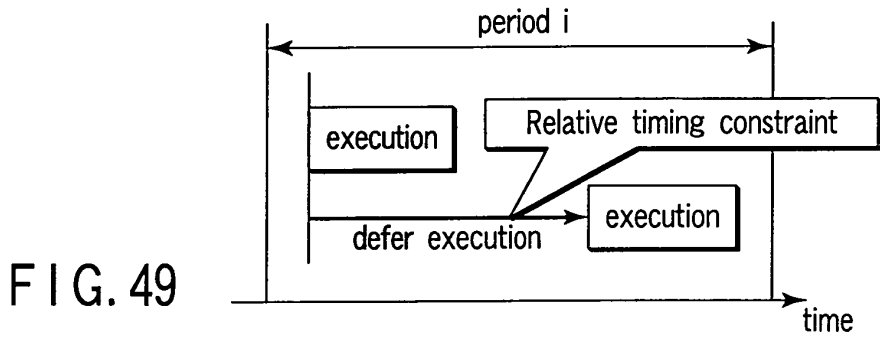 period i
Relative timing constraint
execution
execution
defer execution
FIG. 49
time